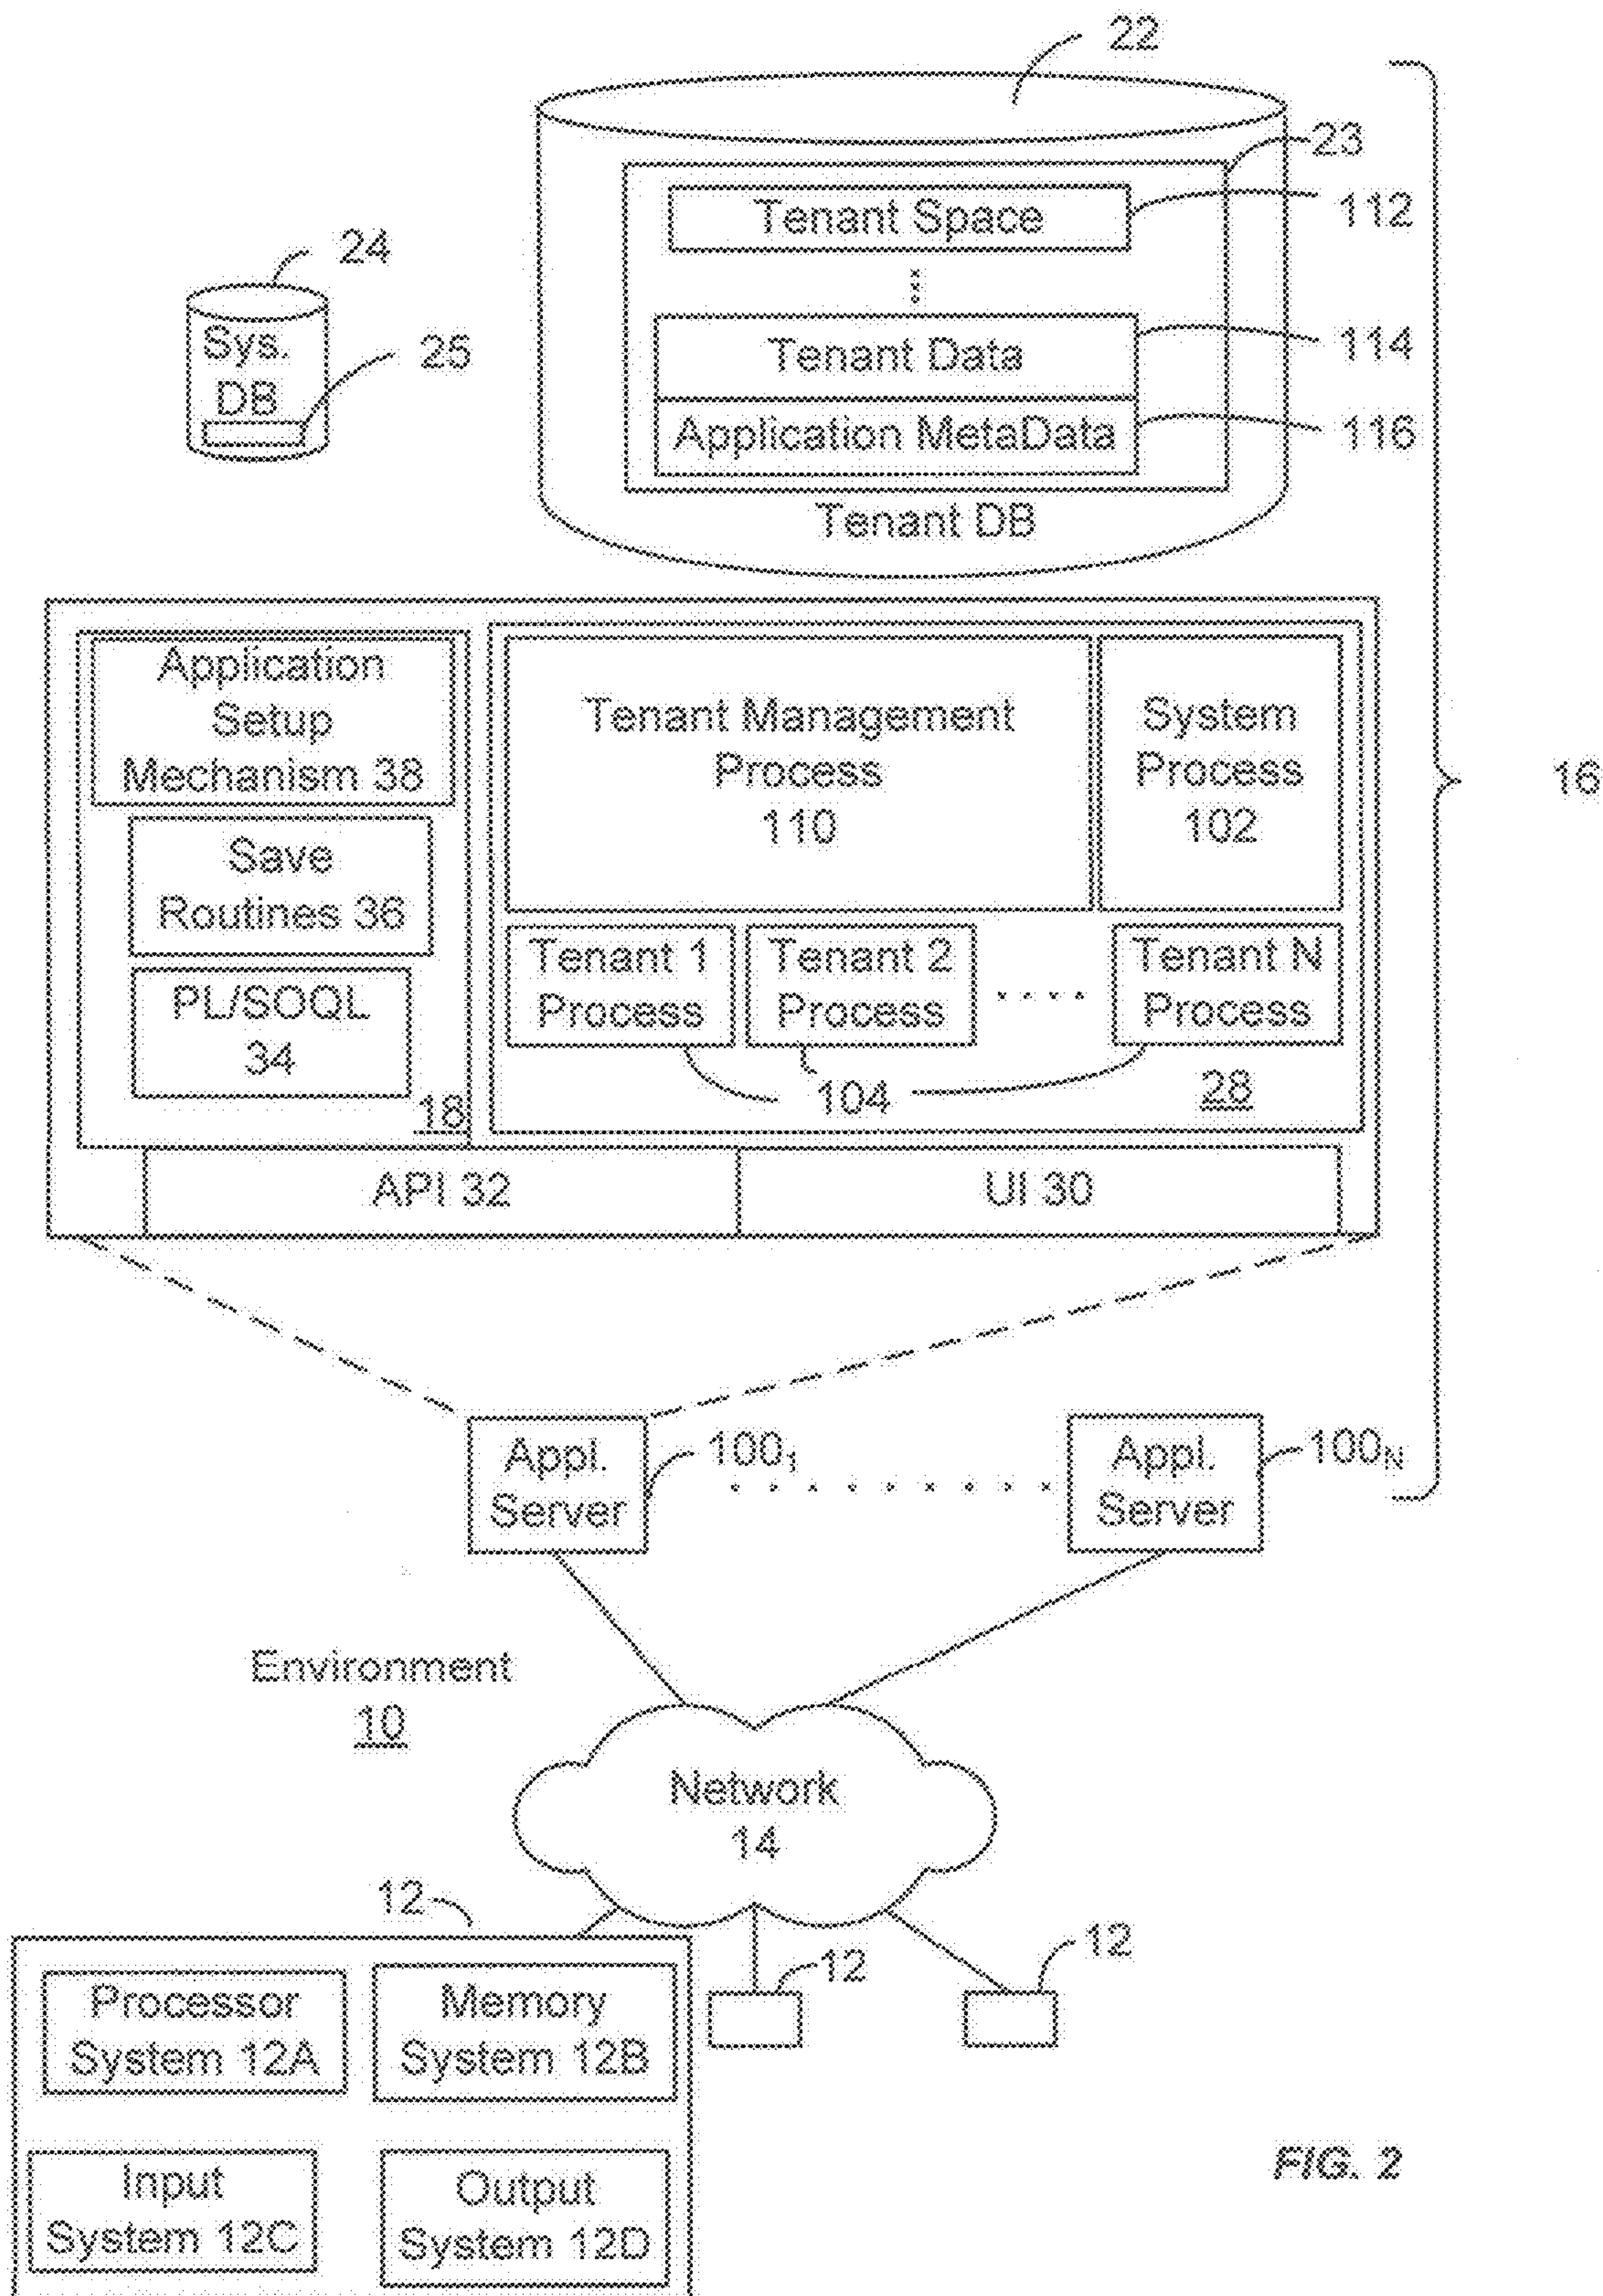 22
23
Tenant Space
112
24
Sys.
DB
25
Tenant Data
114
Application MetaData
116
Tenant DB
Application
Setup
Mechanism 38
Tenant Management
Process
110
System
Process
102
16
Save
Routines 36
PL/SOQL
34
18
Tenant 1
Process
Tenant 2
Process
Tenant N
Process
104
28
API 32
UI 30
Appl.
Server
100₁
Appl.
Server
100N
Environment
10
Network
14
12
12
12
Processor
System 12A
Memory
System 12B
Input
System 12C
Output
System 12D
FIG. 2